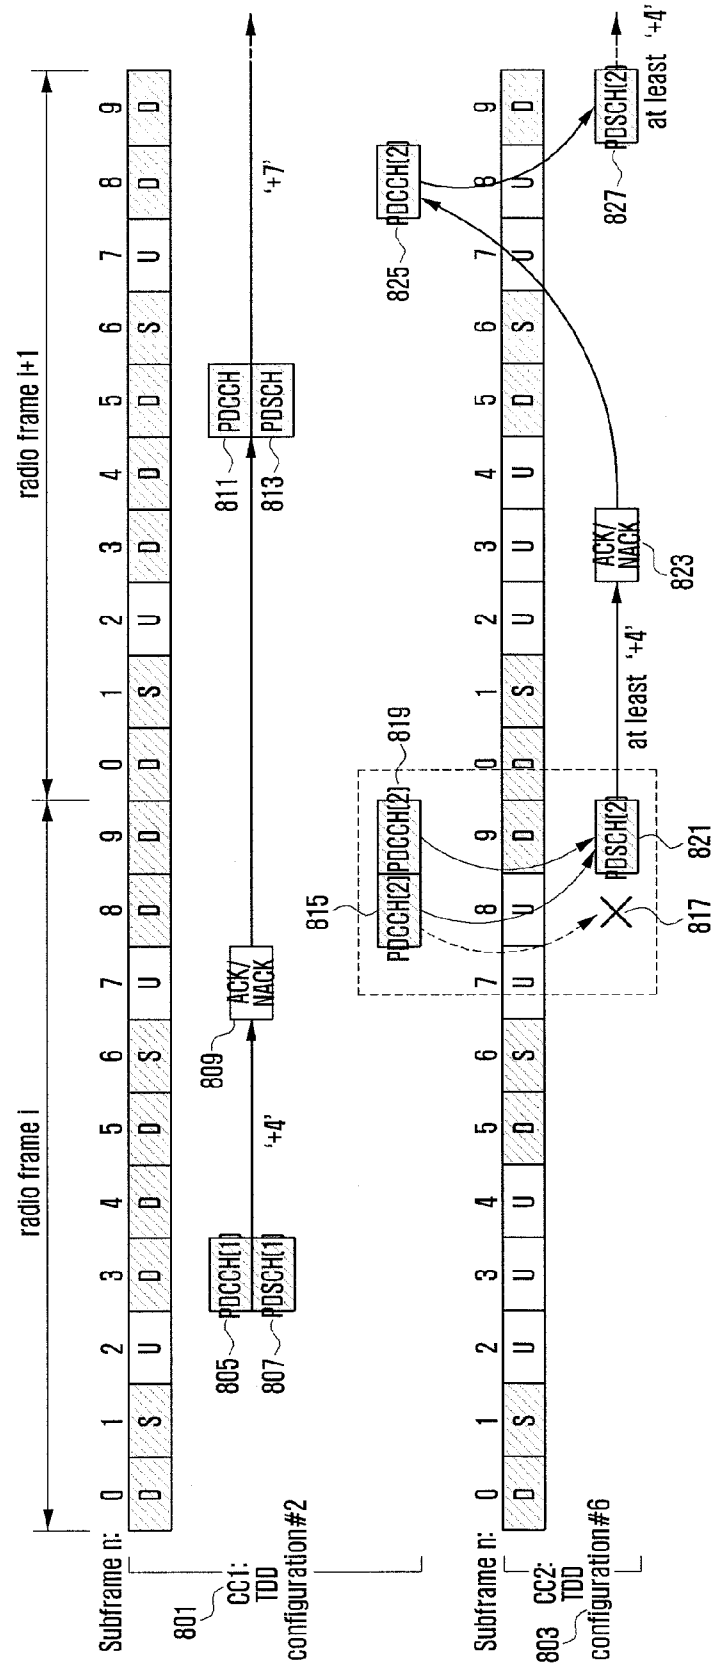 radio frame i
radio frame i+1
Subframe n:
0 1 2 3 4 5 6 7 8 9 0 1 2 3 4 5 6 7 8 9
D S U D D D S U D D D S U D D D S U D D
801
CC1:
TDD
configuration#2
805
PDCCH(1)
807
PDSCH(1)
'+4'
809
ACK/
NACK
811
PDCCH
813
PDSCH
'+7'
815
PDCCH(2)
PDCCH(2)
819
825
PDCCH(2)
Subframe n:
0 1 2 3 4 5 6 7 8 9 0 1 2 3 4 5 6 7 8 9
D S U U U D S U U D D S U U U D S U U D
803
CC2:
TDD
configuration#6
817
PDSCH(2)
821
at least '+4'
ACK/
NACK
823
827
PDSCH(2)
at least '+4'